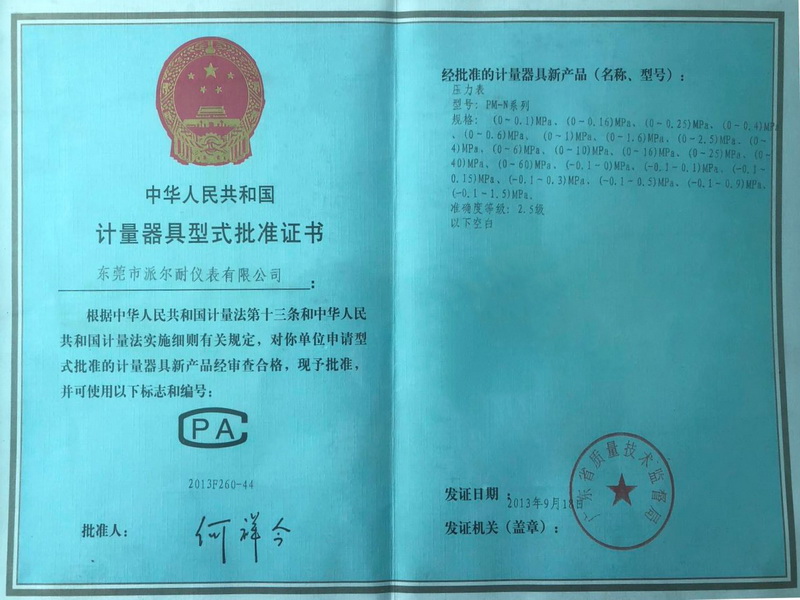 中华人民共和国
计量器具型式批准证书
东莞市派尔耐仪表有限公司：
根据中华人民共和国计量法第十三条和中华人民
共和国计量法实施细则有关规定，对你单位申请型
式批准的计量器具新产品经审查合格，现予批准，
并可使用以下标志和编号：
CPA
2013F260-44
批准人：
经批准的计量器具新产品（名称、型号）：
压力表
型号：PM-N系列
规格：(0～0.1)MPa、(0～0.16)MPa、(0～0.25)MPa、(0～0.4)MPa
、(0～0.6)MPa、(0～1)MPa、(0～1.6)MPa、(0～2.5)MPa、(0～
4)MPa、(0～6)MPa、(0～10)MPa、(0～16)MPa、(0～25)MPa、(0～
40)MPa、(0～60)MPa、(-0.1～0)MPa、(-0.1～0.1)MPa、(-0.1～
0.15)MPa、(-0.1～0.3)MPa、(-0.1～0.5)MPa、(-0.1～0.9)MPa、
(-0.1～1.5)MPa、
准确度等级：2.5级
以下空白
发证日期：2013年9月18日
发证机关（盖章）：
广东省质量技术监督局